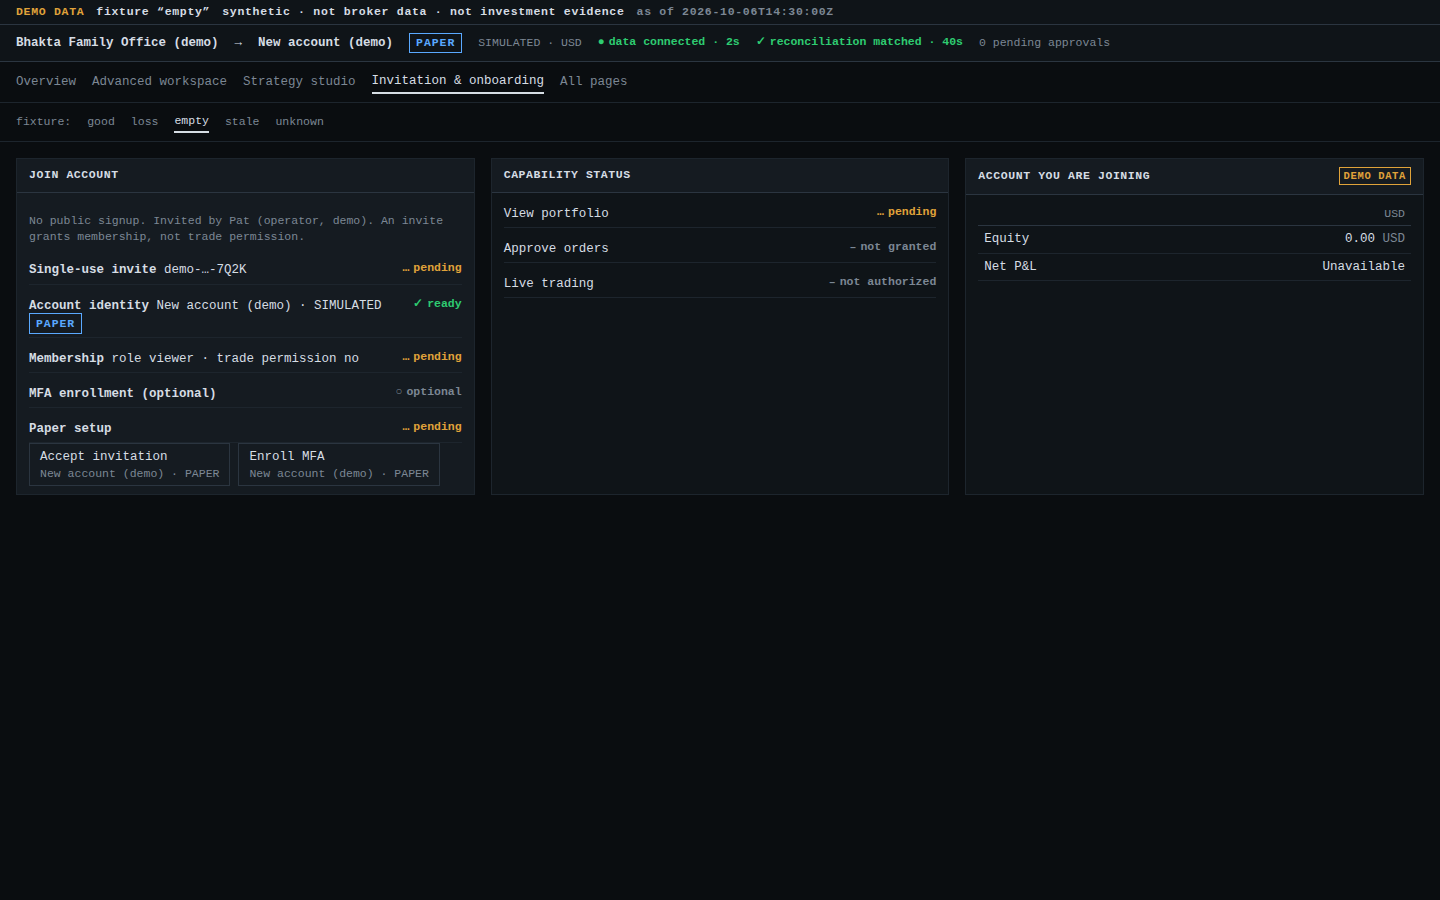 DEMO DATA fixture “empty” synthetic · not broker data · not investment evidence as of 2026-10-06T14:30:00Z
Bhakta Family Office (demo) → New account (demo) PAPER SIMULATED · USD ● data connected · 2s ✓ reconciliation matched · 40s 0 pending approvals
Overview Advanced workspace Strategy studio Invitation & onboarding All pages
fixture: good loss empty stale unknown
JOIN ACCOUNT
No public signup. Invited by Pat (operator, demo). An invite
grants membership, not trade permission.
Single-use invite demo-…-7Q2K … pending
Account identity New account (demo) · SIMULATED ✓ ready
PAPER
Membership role viewer · trade permission no … pending
MFA enrollment (optional) ○ optional
Paper setup … pending
Accept invitation
New account (demo) · PAPER
Enroll MFA
New account (demo) · PAPER
CAPABILITY STATUS
View portfolio … pending
Approve orders – not granted
Live trading – not authorized
ACCOUNT YOU ARE JOINING DEMO DATA
USD
Equity 0.00 USD
Net P&L Unavailable